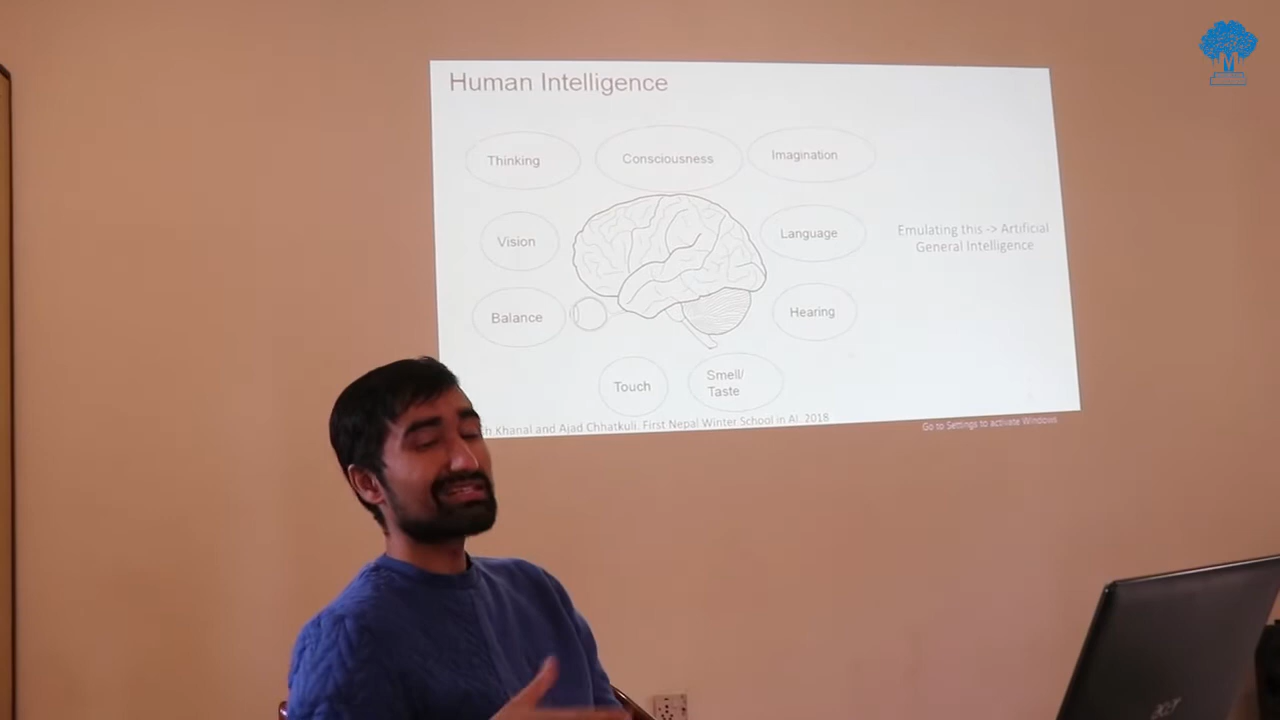 Human Intelligence
Thinking
Consciousness
Imagination
Vision
Language
Emulating this -> Artificial
General Intelligence
Balance
Hearing
Touch
Smell/
Taste
Khanal and Ajad Chhatkuli. First Nepal Winter School in AI. 2018
Go to Settings to activate Windows
acer
M